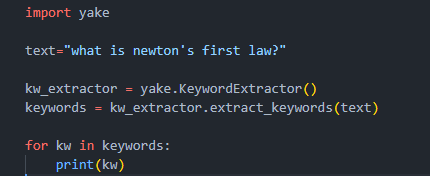 import yake
text="what is newton's first law?"
kw_extractor = yake.KeywordExtractor()
keywords = kw_extractor.extract_keywords(text)
for kw in keywords:
    print(kw)